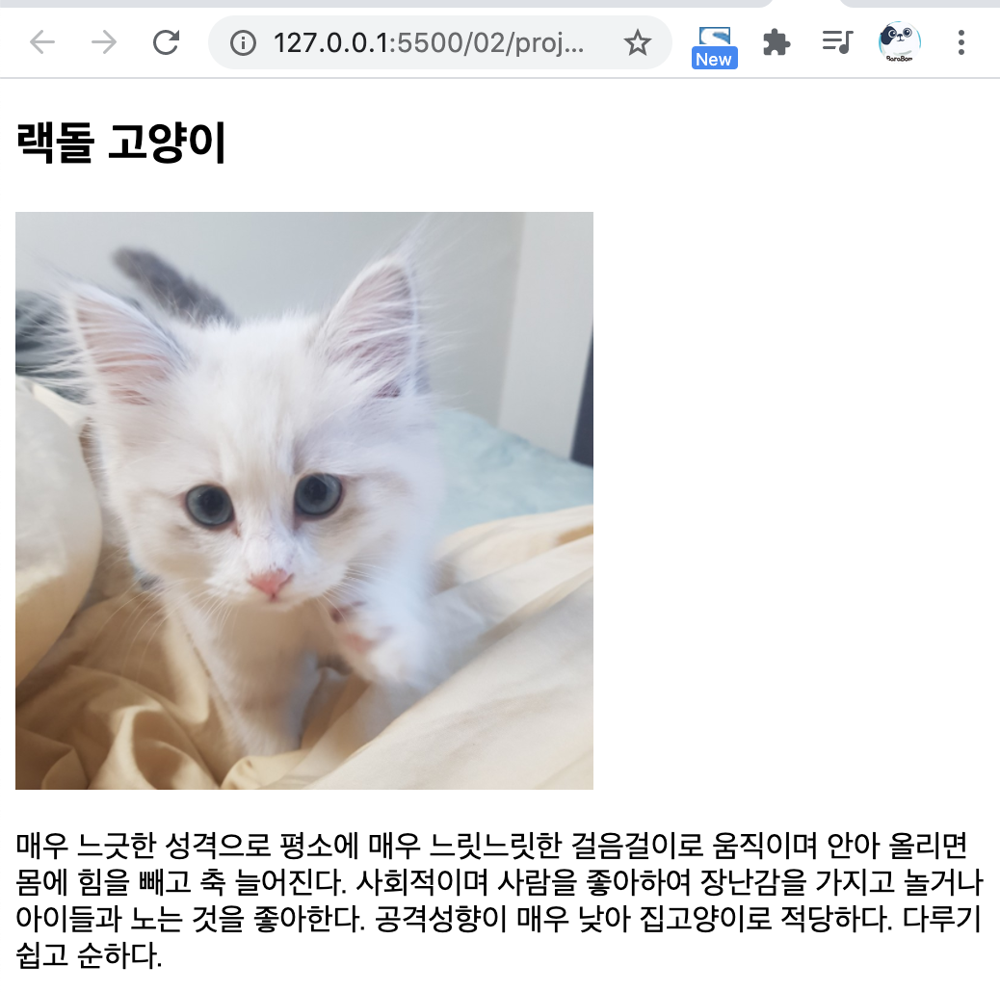 127.0.0.1:5500/02/proj...
New
랙돌 고양이
매우 느긋한 성격으로 평소에 매우 느릿느릿한 걸음걸이로 움직이며 안아 올리면
몸에 힘을 빼고 축 늘어진다. 사회적이며 사람을 좋아하여 장난감을 가지고 놀거나
아이들과 노는 것을 좋아한다. 공격성향이 매우 낮아 집고양이로 적당하다. 다루기
쉽고 순하다.